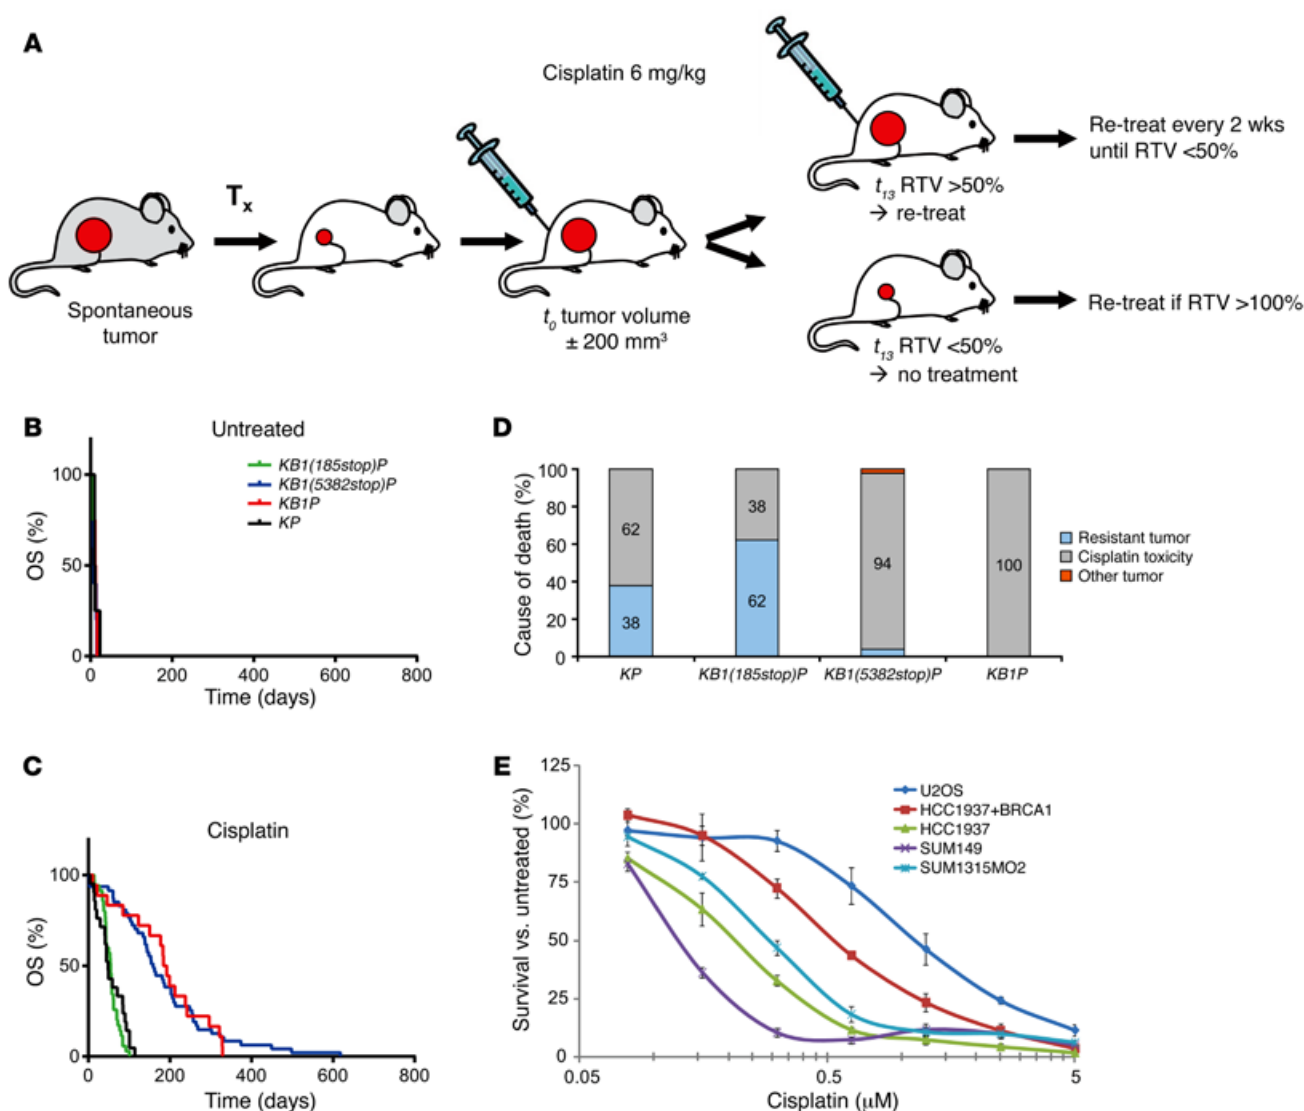 A
Cisplatin 6 mg/kg
Tx
Spontaneous
tumor
t0 tumor volume
± 200 mm³
t13 RTV >50%
→ re-treat
Re-treat every 2 wks
until RTV <50%
t13 RTV <50%
→ no treatment
Re-treat if RTV >100%
B
Untreated
KB1(185stop)P
KB1(5382stop)P
KB1P
KP
OS (%)
100
50
0
0 200 400 600 800
Time (days)
D
Cause of death (%)
100
80
60
40
20
0
62
38
38
62
94
100
KP KB1(185stop)P KB1(5382stop)P KB1P
Resistant tumor
Cisplatin toxicity
Other tumor
C
Cisplatin
OS (%)
100
50
0
0 200 400 600 800
Time (days)
E
Survival vs. untreated (%)
125
100
75
50
25
0
U2OS
HCC1937+BRCA1
HCC1937
SUM149
SUM1315MO2
0.05 0.5 5
Cisplatin (μM)